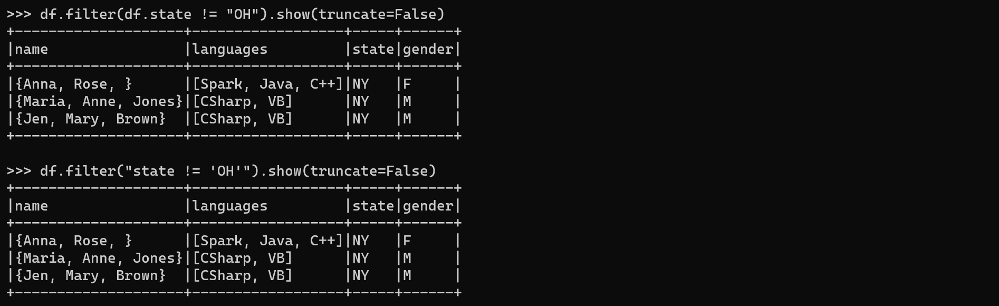 >>> df.filter(df.state != "OH").show(truncate=False)
+--------------------+------------------+-----+------+
|name                |languages         |state|gender|
+--------------------+------------------+-----+------+
|{Anna, Rose, }      |[Spark, Java, C++]|NY   |F     |
|{Maria, Anne, Jones}|[CSharp, VB]      |NY   |M     |
|{Jen, Mary, Brown}  |[CSharp, VB]      |NY   |M     |
+--------------------+------------------+-----+------+

>>> df.filter("state != 'OH'").show(truncate=False)
+--------------------+------------------+-----+------+
|name                |languages         |state|gender|
+--------------------+------------------+-----+------+
|{Anna, Rose, }      |[Spark, Java, C++]|NY   |F     |
|{Maria, Anne, Jones}|[CSharp, VB]      |NY   |M     |
|{Jen, Mary, Brown}  |[CSharp, VB]      |NY   |M     |
+--------------------+------------------+-----+------+